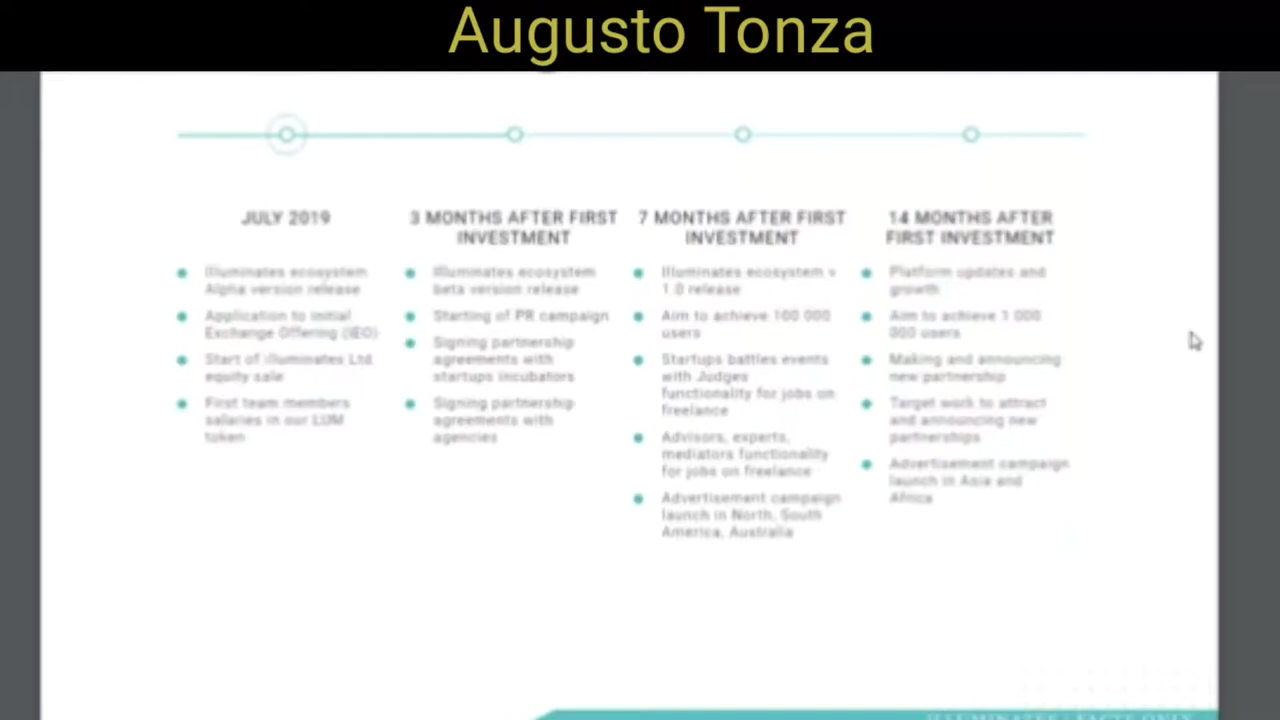 Augusto Tonza
JULY 2019
Illuminates ecosystem
Alpha version release
Application to initial
Exchange Offering (IEO)
Start of illuminates Ltd
equity sale
First team members
salaries in our LUM
token
3 MONTHS AFTER FIRST
INVESTMENT
Illuminates ecosystem
beta version release
Starting of PR campaign
Signing partnership
agreements with
startups incubators
Signing partnership
agreements with
agencies
7 MONTHS AFTER FIRST
INVESTMENT
Illuminates ecosystem v
1.0 release
Aim to achieve 100 000
users
Startups battles events
with Judges
functionality for jobs on
freelance
Advisors, experts,
mediators functionality
for jobs on freelance
Advertisement campaign
launch in North, South
America, Australia
14 MONTHS AFTER
FIRST INVESTMENT
Platform updates and
growth
Aim to achieve 1 000
000 users
Making and announcing
new partnership
Target work to attract
and announcing new
partnerships
Advertisement campaign
launch in Asia and
Africa